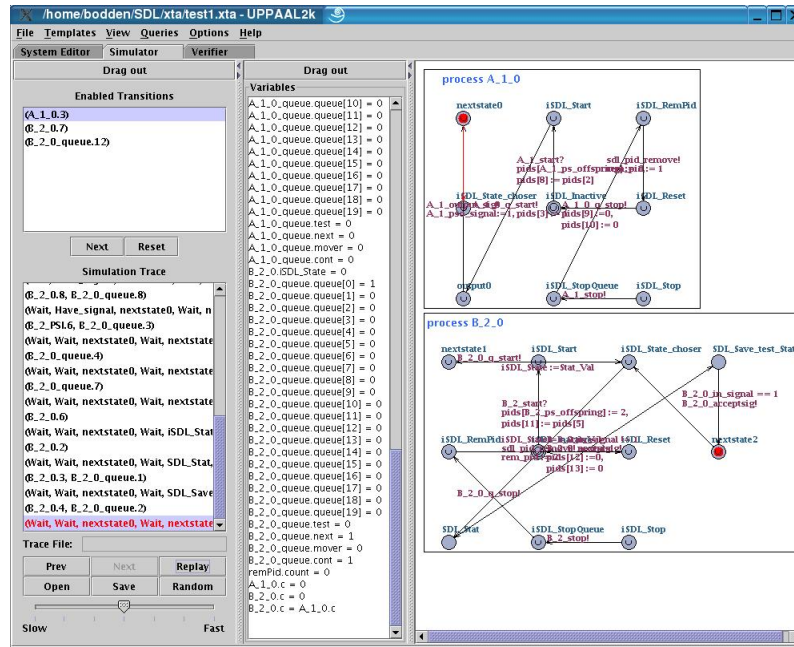 /home/bodden/SDL/xta/test1.xta - UPPAAL2k
File Templates View Queries Options Help
System Editor Simulator Verifier
Drag out
Enabled Transitions
(A_1_0.3)
(B_2_0.7)
(B_2_0_queue.12)
Next Reset
Simulation Trace
(B_2_0.8, B_2_0_queue.8)
(Wait, Have_signal, nextstate0, Wait, n
(B_2_PSI.6, B_2_0_queue.3)
(Wait, Wait, nextstate0, Wait, nextstate
(B_2_0_queue.4)
(Wait, Wait, nextstate0, Wait, nextstate
(B_2_0_queue.7)
(Wait, Wait, nextstate0, Wait, nextstate
(B_2_0.6)
(Wait, Wait, nextstate0, Wait, iSDL_Stat
(B_2_0.2)
(Wait, Wait, nextstate0, Wait, SDL_Stat,
(B_2_0.3, B_2_0_queue.1)
(Wait, Wait, nextstate0, Wait, SDL_Save
(B_2_0.4, B_2_0_queue.2)
(Wait, Wait, nextstate0, Wait, nextstate
Trace File:
Prev Next Replay
Open Save Random
Slow Fast
Drag out
Variables
A_1_0_queue.queue[10] = 0
A_1_0_queue.queue[11] = 0
A_1_0_queue.queue[12] = 0
A_1_0_queue.queue[13] = 0
A_1_0_queue.queue[14] = 0
A_1_0_queue.queue[15] = 0
A_1_0_queue.queue[16] = 0
A_1_0_queue.queue[17] = 0
A_1_0_queue.queue[18] = 0
A_1_0_queue.queue[19] = 0
A_1_0_queue.test = 0
A_1_0_queue.next = 0
A_1_0_queue.mover = 0
A_1_0_queue.cont = 0
B_2_0.iSDL_State = 0
B_2_0_queue.queue[0] = 1
B_2_0_queue.queue[1] = 0
B_2_0_queue.queue[2] = 0
B_2_0_queue.queue[3] = 0
B_2_0_queue.queue[4] = 0
B_2_0_queue.queue[5] = 0
B_2_0_queue.queue[6] = 0
B_2_0_queue.queue[7] = 0
B_2_0_queue.queue[8] = 0
B_2_0_queue.queue[9] = 0
B_2_0_queue.queue[10] = 0
B_2_0_queue.queue[11] = 0
B_2_0_queue.queue[12] = 0
B_2_0_queue.queue[13] = 0
B_2_0_queue.queue[14] = 0
B_2_0_queue.queue[15] = 0
B_2_0_queue.queue[16] = 0
B_2_0_queue.queue[17] = 0
B_2_0_queue.queue[18] = 0
B_2_0_queue.queue[19] = 0
B_2_0_queue.test = 0
B_2_0_queue.next = 1
B_2_0_queue.mover = 0
B_2_0_queue.cont = 1
remPid.count = 0
A_1_0.c = 0
B_2_0.c = 0
B_2_0.c = A_1_0.c
process A_1_0
nextstate0 iSDL_Start iSDL_RemPid
A_1_start? sdl_pid_remove!
pids[A_1_ps_offspring] := 1
pids[8] := pids[2]
iSDL_State_choser iSDL_Inactive iSDL_Reset
A_1_0_q_stop!
pids[9] :=0,
pids[10] := 0
output0 iSDL_StopQueue iSDL_Stop
A_1_stop!
process B_2_0
nextstate1 iSDL_Start iSDL_State_choser SDL_Save_test_Stat
B_2_0_q_start!
iSDL_State :=Stat_Val
B_2_0_in_signal == 1
B_2_0_acceptsig!
B_2_start?
pids[B_2_ps_offspring] := 2,
pids[11] := pids[5]
iSDL_RemPid iSDL_Reset nextstate2
pids[12] :=0,
pids[13] := 0
B_2_0_q_stop!
SDL_Stat iSDL_StopQueue iSDL_Stop
B_2_stop!